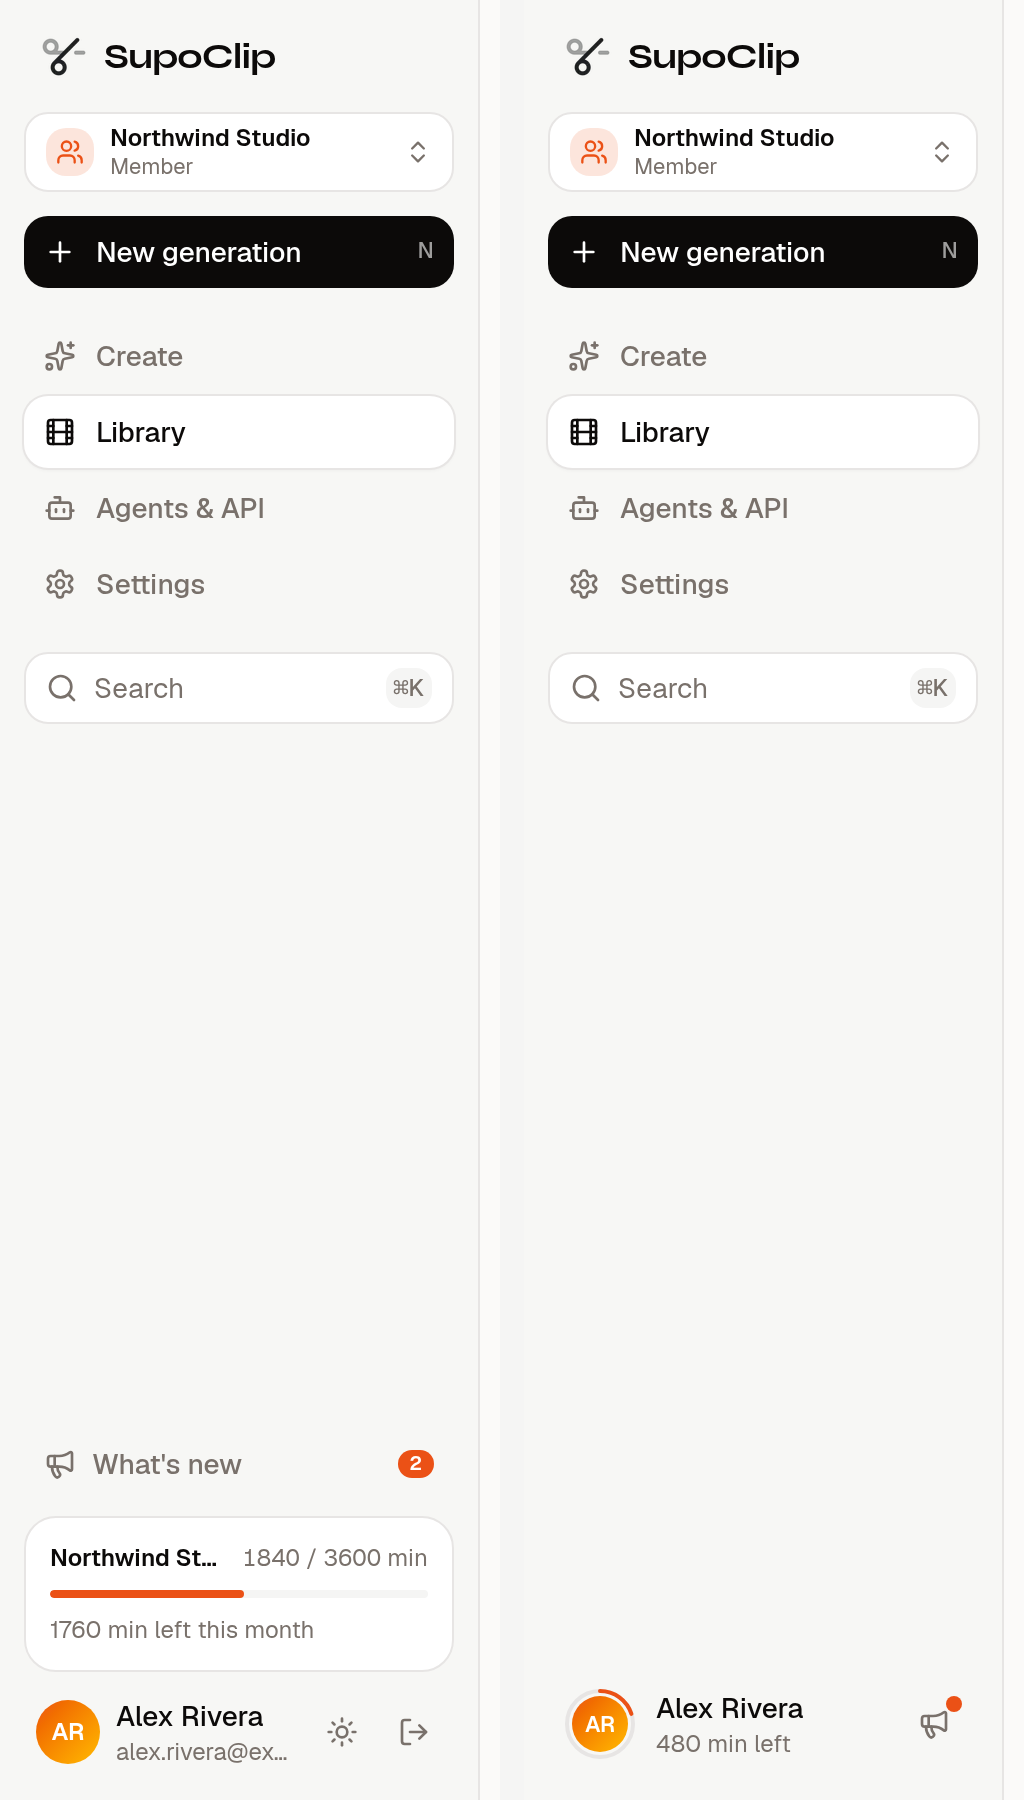 SupoClip
Northwind Studio
Member
New generation N
Create
Library
Agents & API
Settings
Search ⌘K
What's new 2
Northwind St... 1840 / 3600 min
1760 min left this month
AR Alex Rivera
alex.rivera@ex...
SupoClip
Northwind Studio
Member
New generation N
Create
Library
Agents & API
Settings
Search ⌘K
AR Alex Rivera
480 min left